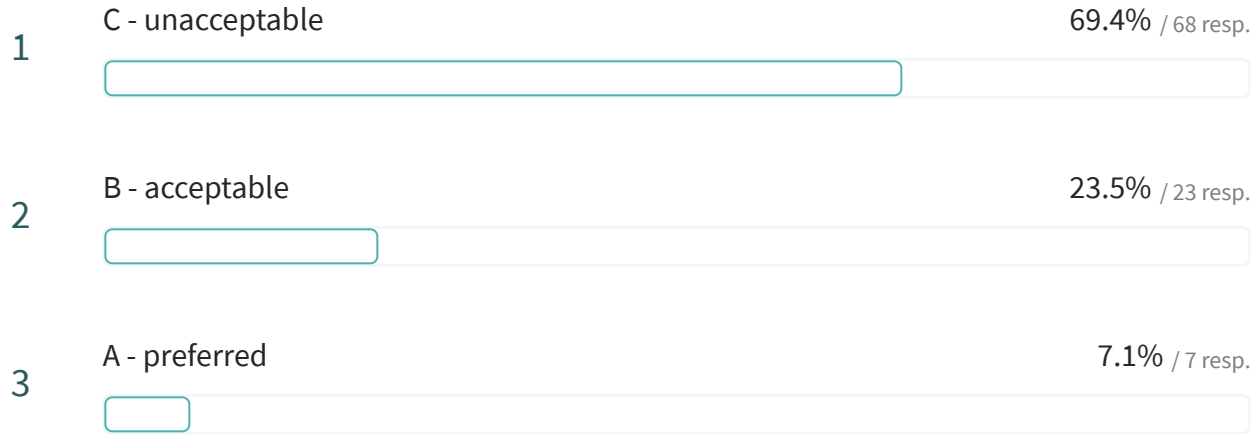 1
C - unacceptable
69.4% / 68 resp.
2
B - acceptable
23.5% / 23 resp.
3
A - preferred
7.1% / 7 resp.